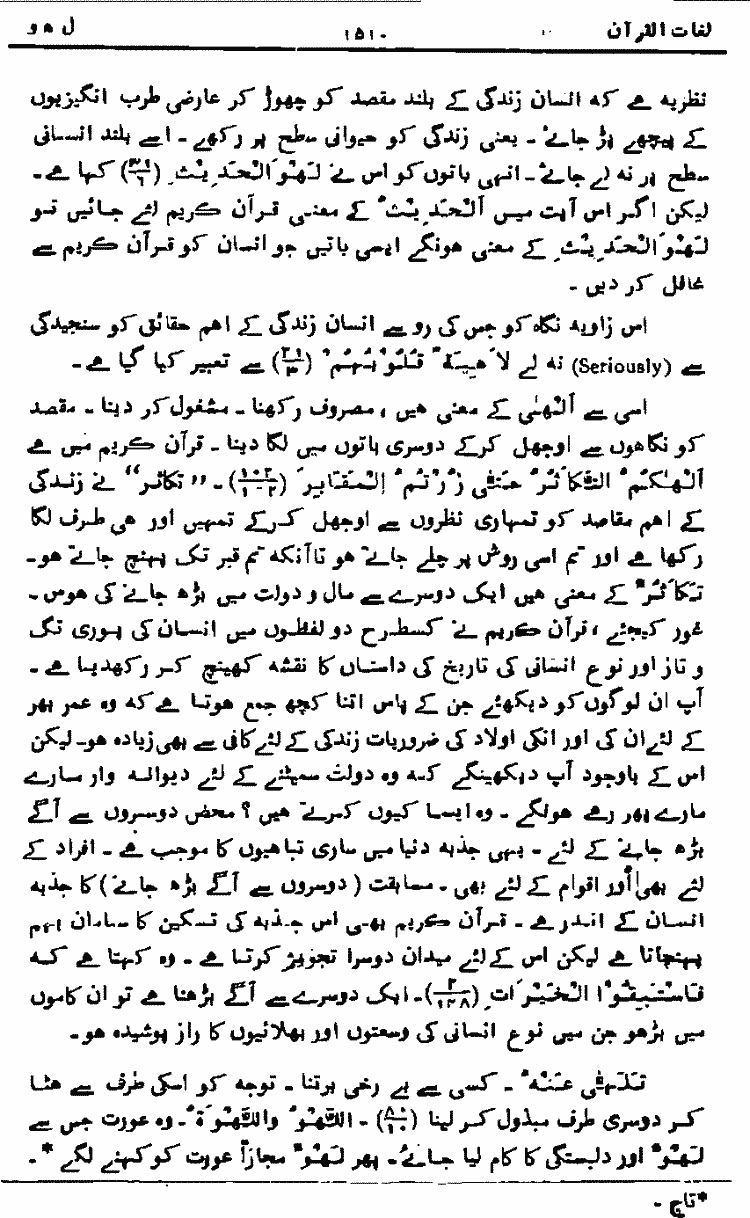 لغات القرآن ۱۵۱۰ ل ھ و
نظریہ ہے کہ انسان زندگی کے بلند مقصد کو چھوڑ کر عارضی طرب انگیزیوں
کے پیچھے پڑ جائے ۔ یعنی زندگی کو حیوانی سطح پر رکھے ۔ اسے بلند انسانی
سطح پر نہ لے جائے ۔ انہی باتوں کو اس نے لَہْوَ الْحَدِیْثِ (۳۱/۶) کہا ہے ۔
لیکن اگر اس آیت میں اَلْحَدِیْثُ کے معنی قرآن کریم لئے جائیں تو
لَہْوَ الْحَدِیْثِ کے معنی ہونگے ایسی باتیں جو انسان کو قرآن کریم سے
غافل کر دیں ۔
اس زاویہ نگاہ کو جس کی رو سے انسان زندگی کے اہم حقائق کو سنجیدگی
سے (Seriously) نہ لے لَاھِیَۃً قُلُوْبُہُمْ (۲۱/۳) سے تعبیر کیا گیا ہے ۔
اسی سے اَلْہٰی کے معنی ہیں ، مصروف رکھنا ۔ مشغول کر دینا ۔ مقصد
کو نگاہوں سے اوجھل کرکے دوسری باتوں میں لگا دینا ۔ قرآن کریم میں ہے
اَلْہٰکُمُ التَّکَاثُرُ حَتّٰی زُرْتُمُ الْمَقَابِرَ (۱۰۲/۱-۲) ۔ ”تکاثر“ نے زندگی
کے اہم مقاصد کو تمہاری نظروں سے اوجھل کرکے تمہیں اور ہی طرف لگا
رکھا ہے اور تم اسی روش پر چلے جاتے ہو تاآنکہ تم قبر تک پہنچ جاتے ہو ۔
تَکَاثُرٌ کے معنی ہیں ایک دوسرے سے مال و دولت میں بڑھ جانے کی ہوس ۔
غور کیجئے ، قرآن کریم نے کسطرح دو لفظوں میں انسان کی پوری تگ
و تاز اور نوع انسانی کی تاریخ کی داستاں کا نقشہ کھینچ کر رکھدیا ہے ۔
آپ ان لوگوں کو دیکھئے جن کے پاس اتنا کچھ جمع ہوتا ہے کہ وہ عمر بھر
کے لئے ان کی اور انکی اولاد کی ضروریات زندگی کے لئے کافی سے بھی زیادہ ہو ۔ لیکن
اس کے باوجود آپ دیکھینگے کہ وہ دولت سمیٹنے کے لئے دیوانہ وار مارے
مارے پھر رہے ہونگے ۔ وہ ایسا کیوں کرتے ہیں ؟ محض دوسروں سے آگے
بڑھ جانے کے لئے ۔ یہی جذبہ دنیا میں ساری تباہیوں کا موجب ہے ۔ افراد کے
لئے بھی اور اقوام کے لئے بھی ۔ مسابقت (دوسروں سے آگے بڑھ جانے) کا جذبہ
انسان کے اندر ہے ۔ قرآن کریم بھی اس جذبہ کی تسکین کا سامان بہم
پہنچاتا ہے لیکن اس کے لئے میدان دوسرا تجویز کرتا ہے ۔ وہ کہتا ہے کہ
فَاسْتَبِقُوْا الْخَیْرَاتِ (۲/۱۴۸) ۔ ایک دوسرے سے آگے بڑھنا ہے تو ان کاموں
میں بڑھو جن میں نوع انسانی کی وسعتوں اور بھلائیوں کا راز پوشیدہ ہو ۔
تَلَہّٰی عَنْہُ ۔ کسی سے بے رخی برتنا ۔ توجہ کو اسکی طرف سے ہٹا
کر دوسری طرف مبذول کر لینا (۸۰/۱۰) ۔ اَللَّہْوُ وَاللَّہْوَۃُ ۔ وہ عورت جس سے
لَہْوٌ اور دلبستگی کا کام لیا جائے ۔ پھر لَہْوٌ مجازاً عورت کو کہنے لگے * ۔
*تاج ۔